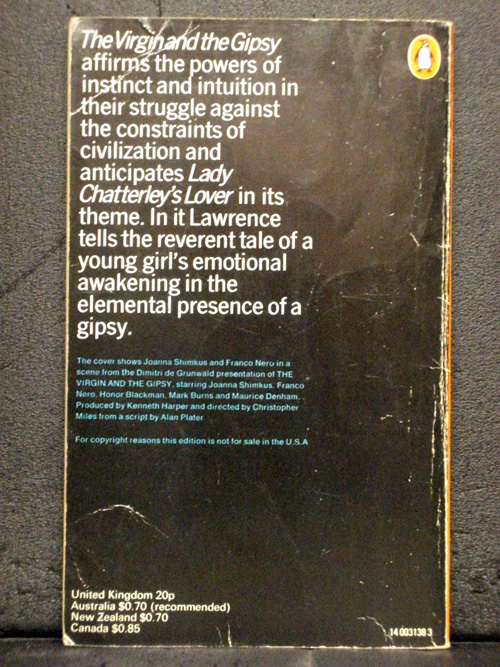 The Virgin and the Gipsy
affirms the powers of
instinct and intuition in
their struggle against
the constraints of
civilization and
anticipates Lady
Chatterley's Lover in its
theme. In it Lawrence
tells the reverent tale of a
young girl's emotional
awakening in the
elemental presence of a
gipsy.
The cover shows Joanna Shimkus and Franco Nero in a
scene from the Dimitri de Grunwald presentation of THE
VIRGIN AND THE GIPSY, starring Joanna Shimkus, Franco
Nero, Honor Blackman, Mark Burns and Maurice Denham.
Produced by Kenneth Harper and directed by Christopher
Miles from a script by Alan Plater
For copyright reasons this edition is not for sale in the U.S.A
United Kingdom 20p
Australia $0.70 (recommended)
New Zealand $0.70
Canada $0.85
14 003138 3